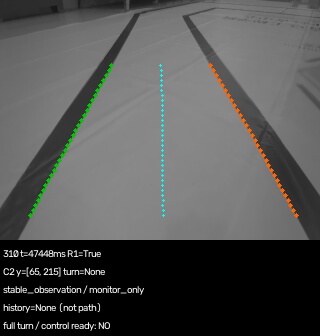 310 t=47448ms R1=True
C2 y=[65, 215] turn=None
stable_observation / monitor_only
history=None (not path)
full turn / control ready: NO